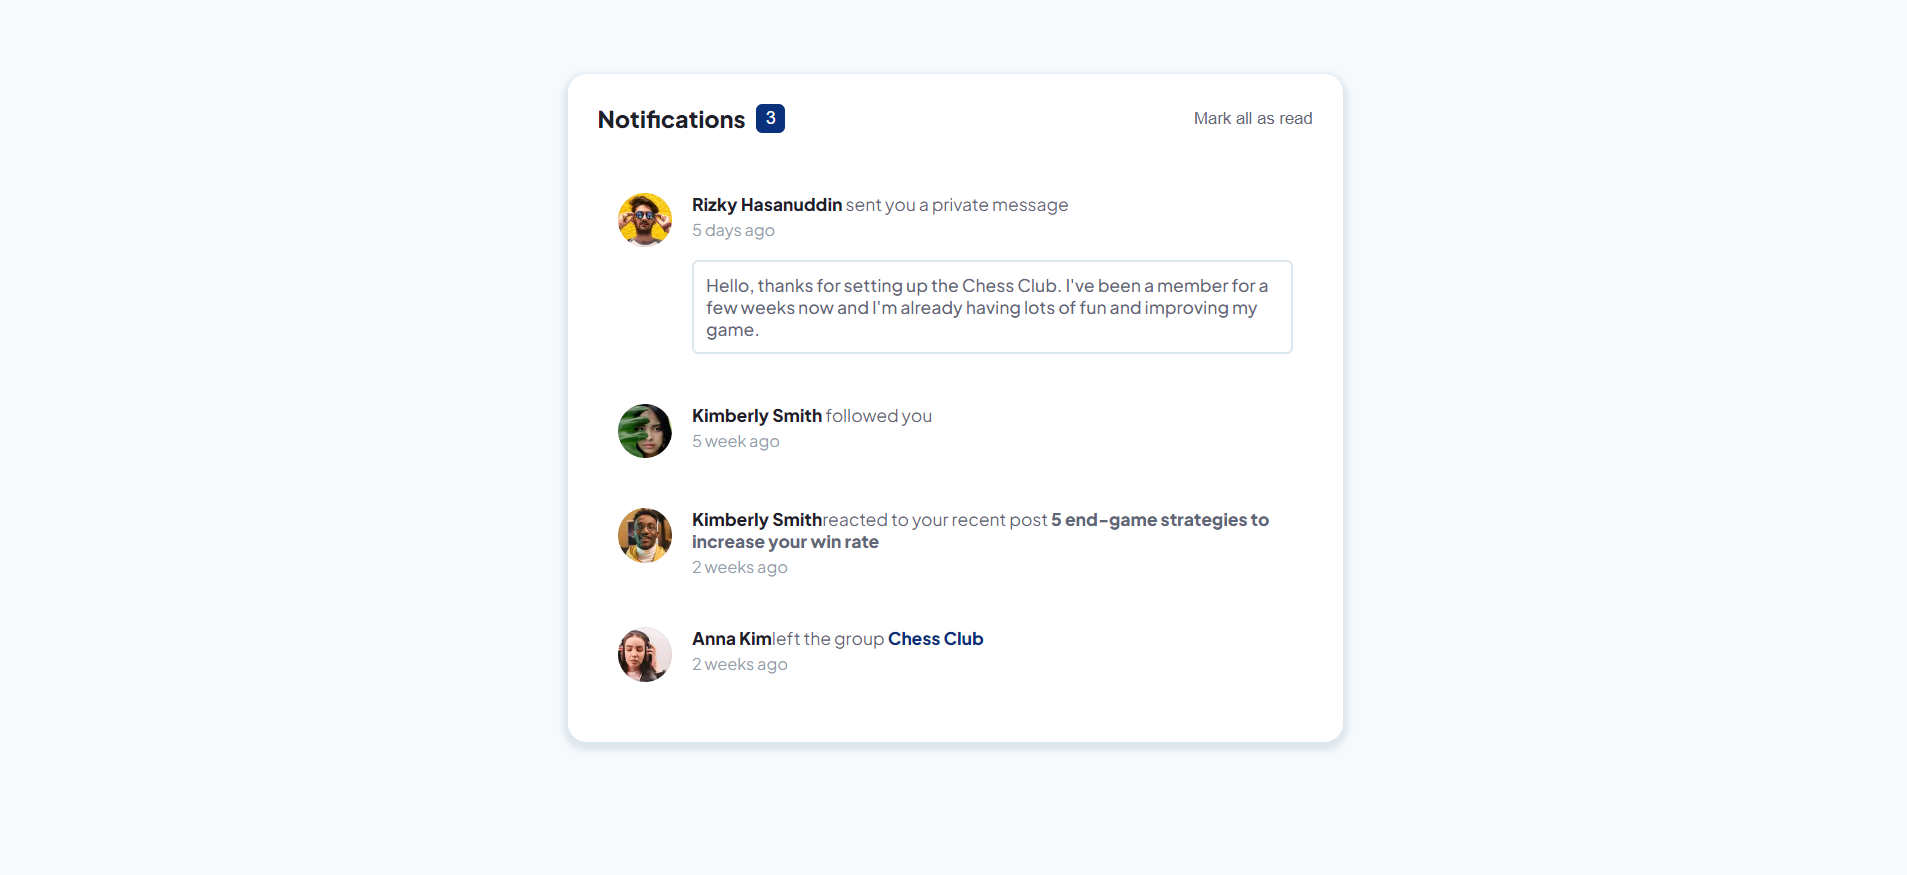 Notifications 3
Mark all as read
Rizky Hasanuddin sent you a private message
5 days ago
Hello, thanks for setting up the Chess Club. I've been a member for a
few weeks now and I'm already having lots of fun and improving my
game.
Kimberly Smith followed you
5 week ago
Kimberly Smithreacted to your recent post 5 end-game strategies to
increase your win rate
2 weeks ago
Anna Kimleft the group Chess Club
2 weeks ago